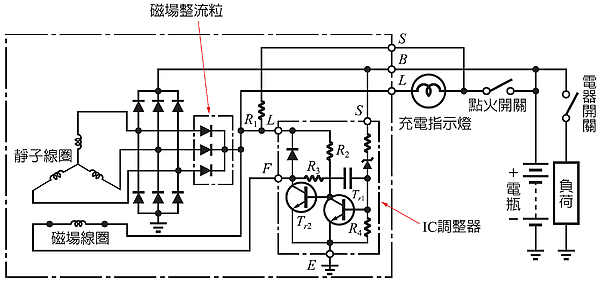 磁場整流粒
S
B
L
R1
L
S
充電指示燈
點火開關
電器開關
靜子線圈
F
R2
R3
Tr1
Tr2
R4
IC調整器
磁場線圈
E
+
電瓶
−
負荷